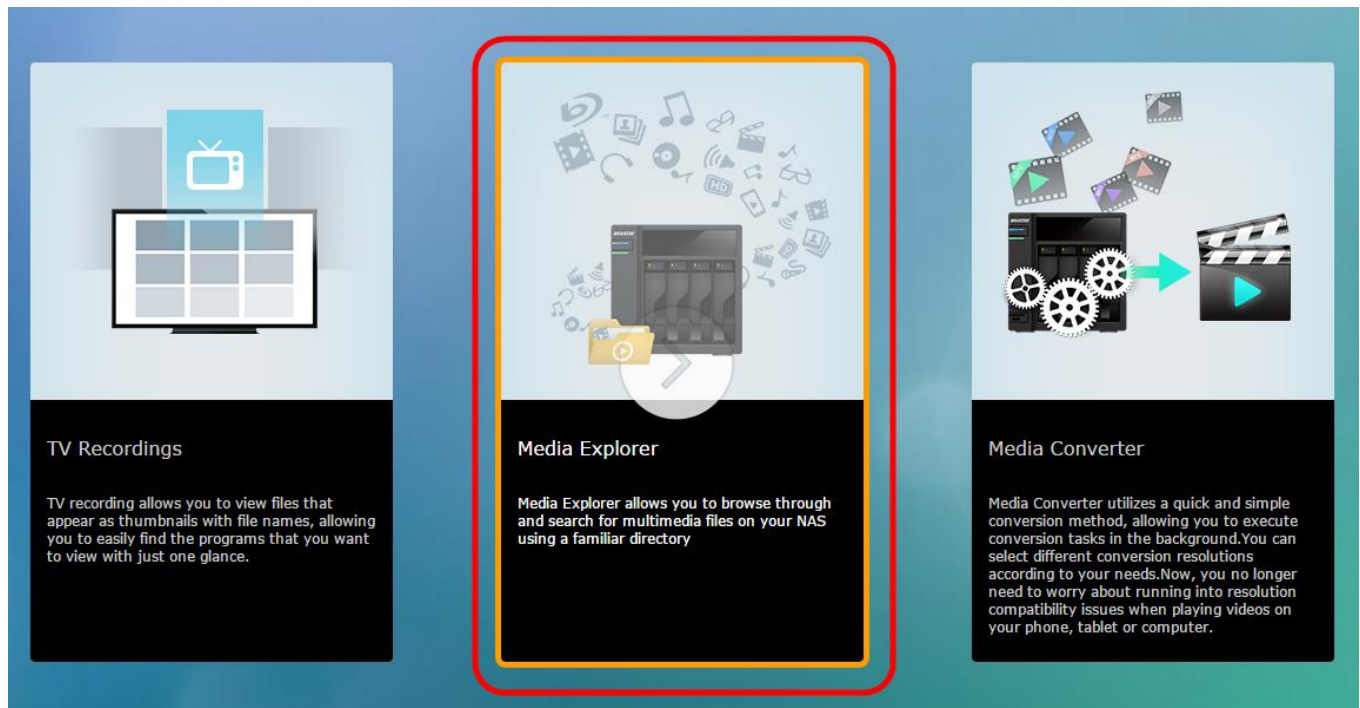 TV Recordings
TV recording allows you to view files that
appear as thumbnails with file names, allowing
you to easily find the programs that you want
to view with just one glance.
HD
Media Explorer
Media Explorer allows you to browse through
and search for multimedia files on your NAS
using a familiar directory
Media Converter
Media Converter utilizes a quick and simple
conversion method, allowing you to execute
conversion tasks in the background.You can
select different conversion resolutions
according to your needs.Now, you no longer
need to worry about running into resolution
compatibility issues when playing videos on
your phone, tablet or computer.